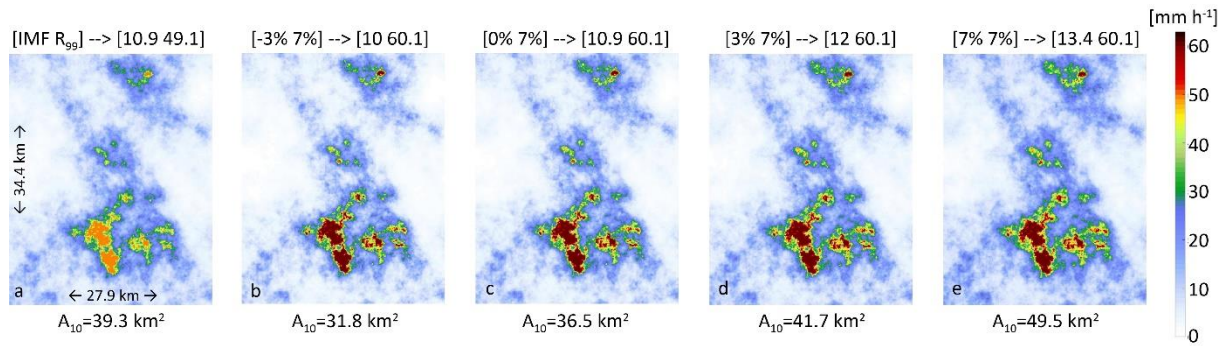 [mm h⁻¹]
[IMF R₉₉] --> [10.9 49.1]
[-3% 7%] --> [10 60.1]
[0% 7%] --> [10.9 60.1]
[3% 7%] --> [12 60.1]
[7% 7%] --> [13.4 60.1]
← 34.4 km →
← 27.9 km →
a
b
c
d
e
60
50
40
30
20
10
0
A₁₀=39.3 km²
A₁₀=31.8 km²
A₁₀=36.5 km²
A₁₀=41.7 km²
A₁₀=49.5 km²